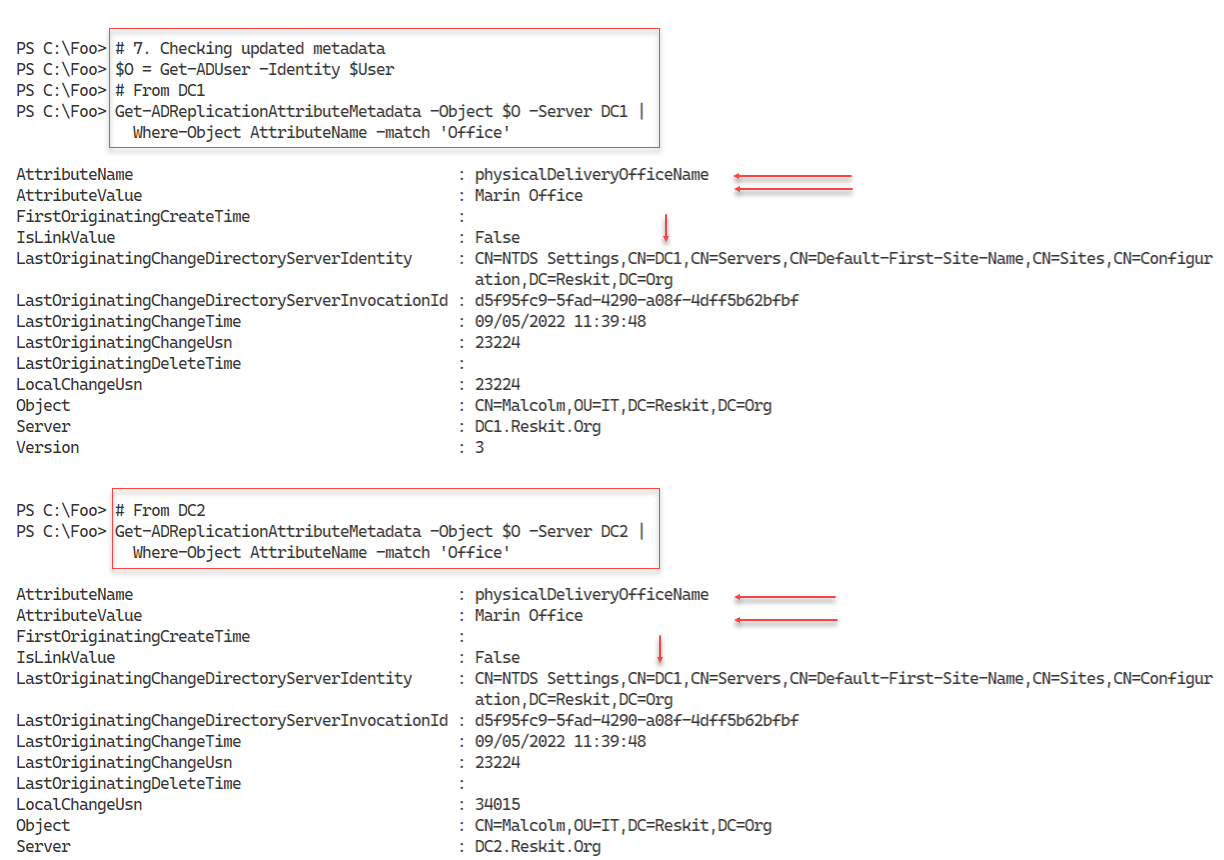 PS C:\Foo> # 7. Checking updated metadata
PS C:\Foo> $O = Get-ADUser -Identity $User
PS C:\Foo> # From DC1
PS C:\Foo> Get-ADReplicationAttributeMetadata -Object $O -Server DC1 |
Where-Object AttributeName -match 'Office'
AttributeName : physicalDeliveryOfficeName
AttributeValue : Marin Office
FirstOriginatingCreateTime :
IsLinkValue : False
LastOriginatingChangeDirectoryServerIdentity : CN=NTDS Settings,CN=DC1,CN=Servers,CN=Default-First-Site-Name,CN=Sites,CN=Configur
ation,DC=Reskit,DC=Org
LastOriginatingChangeDirectoryServerInvocationId : d5f95fc9-5fad-4290-a08f-4dff5b62bfbf
LastOriginatingChangeTime : 09/05/2022 11:39:48
LastOriginatingChangeUsn : 23224
LastOriginatingDeleteTime :
LocalChangeUsn : 23224
Object : CN=Malcolm,OU=IT,DC=Reskit,DC=Org
Server : DC1.Reskit.Org
Version : 3
PS C:\Foo> # From DC2
PS C:\Foo> Get-ADReplicationAttributeMetadata -Object $O -Server DC2 |
Where-Object AttributeName -match 'Office'
AttributeName : physicalDeliveryOfficeName
AttributeValue : Marin Office
FirstOriginatingCreateTime :
IsLinkValue : False
LastOriginatingChangeDirectoryServerIdentity : CN=NTDS Settings,CN=DC1,CN=Servers,CN=Default-First-Site-Name,CN=Sites,CN=Configur
ation,DC=Reskit,DC=Org
LastOriginatingChangeDirectoryServerInvocationId : d5f95fc9-5fad-4290-a08f-4dff5b62bfbf
LastOriginatingChangeTime : 09/05/2022 11:39:48
LastOriginatingChangeUsn : 23224
LastOriginatingDeleteTime :
LocalChangeUsn : 34015
Object : CN=Malcolm,OU=IT,DC=Reskit,DC=Org
Server : DC2.Reskit.Org